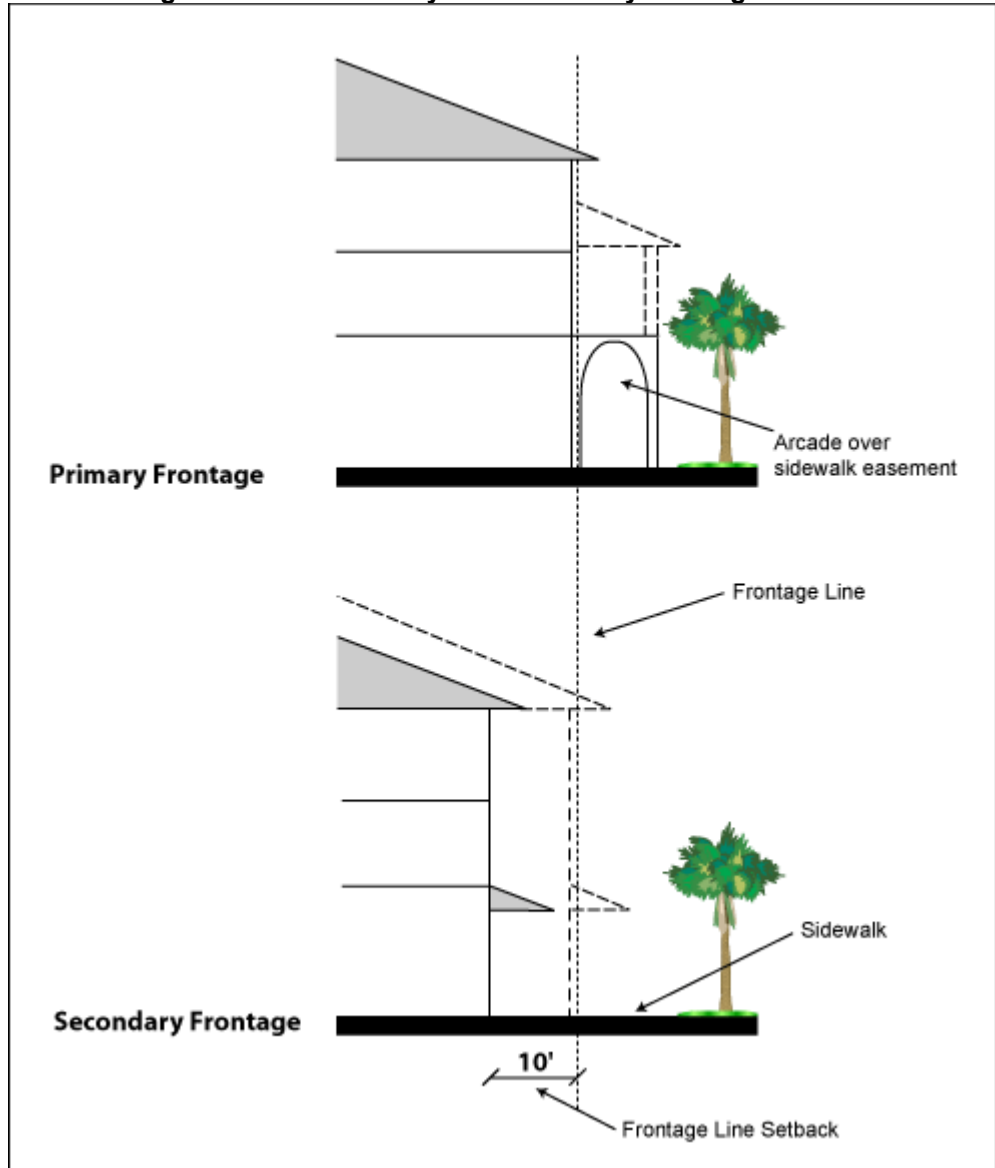 Arcade over
sidewalk easement
Primary Frontage
Frontage Line
Sidewalk
Secondary Frontage
10'
Frontage Line Setback